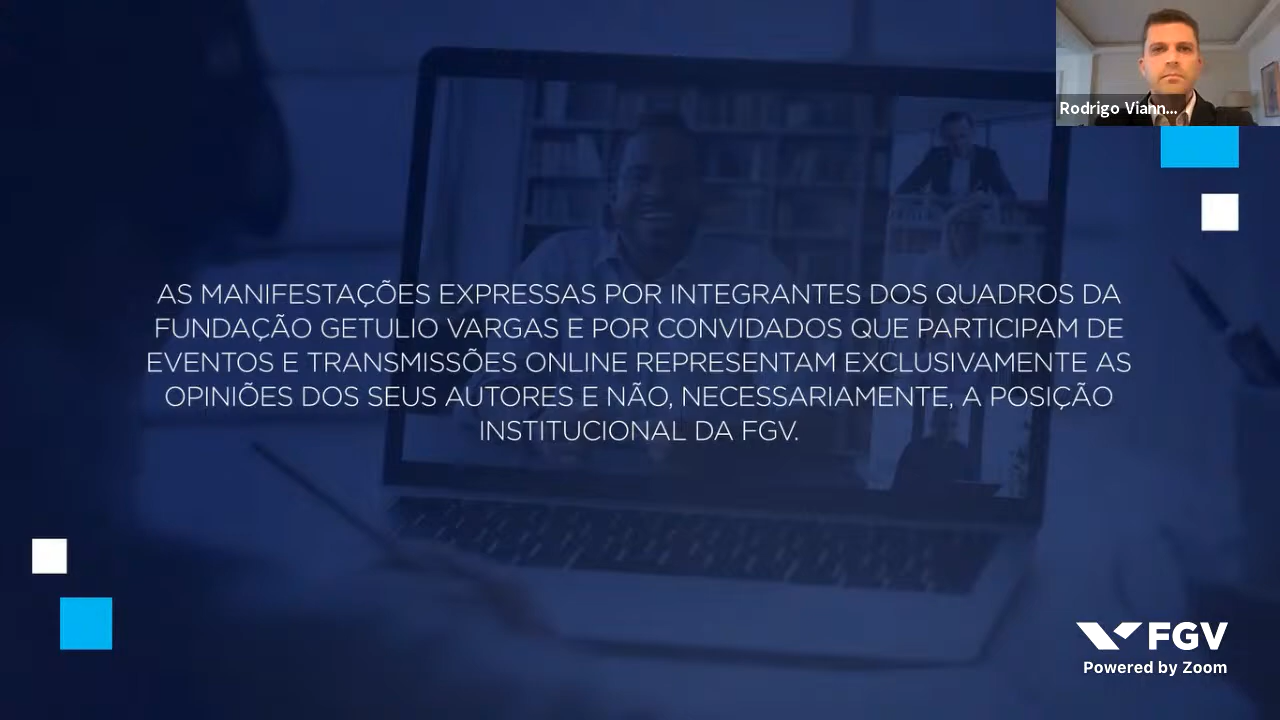 Rodrigo Viann...
AS MANIFESTAÇÕES EXPRESSAS POR INTEGRANTES DOS QUADROS DA
FUNDAÇÃO GETULIO VARGAS E POR CONVIDADOS QUE PARTICIPAM DE
EVENTOS E TRANSMISSÕES ONLINE REPRESENTAM EXCLUSIVAMENTE AS
OPINIÕES DOS SEUS AUTORES E NÃO, NECESSARIAMENTE, A POSIÇÃO
INSTITUCIONAL DA FGV.
FGV
Powered by Zoom